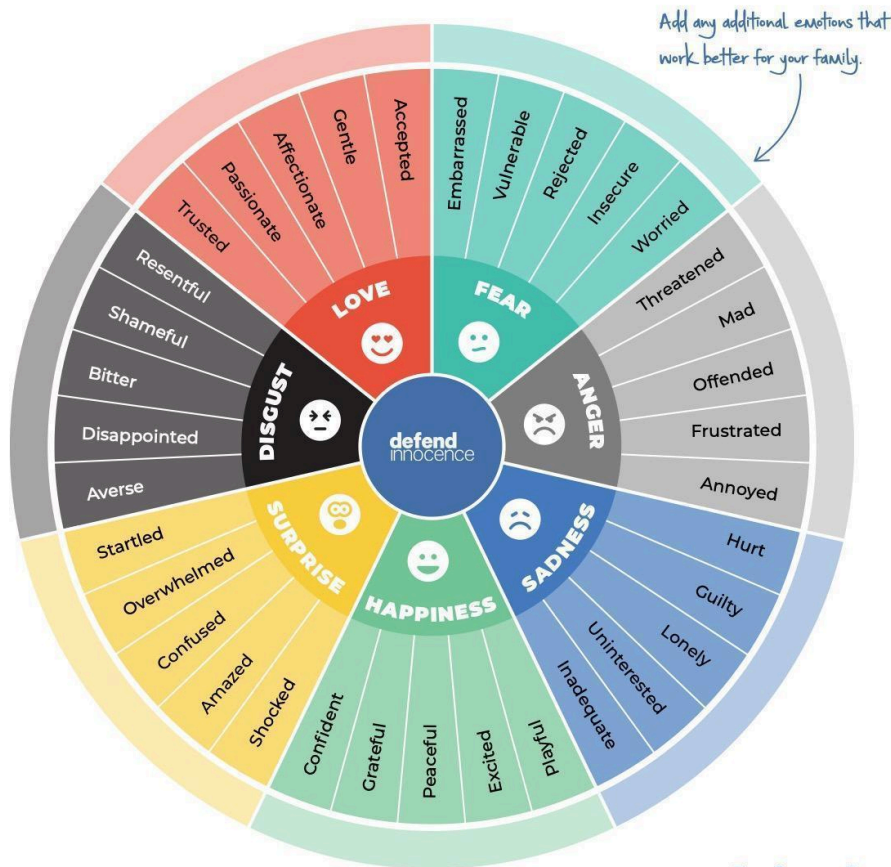 Add any additional emotions that
work better for your family.
LOVE
Trusted
Passionate
Affectionate
Gentle
Accepted
FEAR
Embarrassed
Vulnerable
Rejected
Insecure
Worried
ANGER
Threatened
Mad
Offended
Frustrated
Annoyed
SADNESS
Hurt
Guilty
Lonely
Uninterested
Inadequate
HAPPINESS
Playful
Excited
Peaceful
Grateful
Confident
SURPRISE
Shocked
Amazed
Confused
Overwhelmed
Startled
DISGUST
Averse
Disappointed
Bitter
Shameful
Resentful
defend
innocence